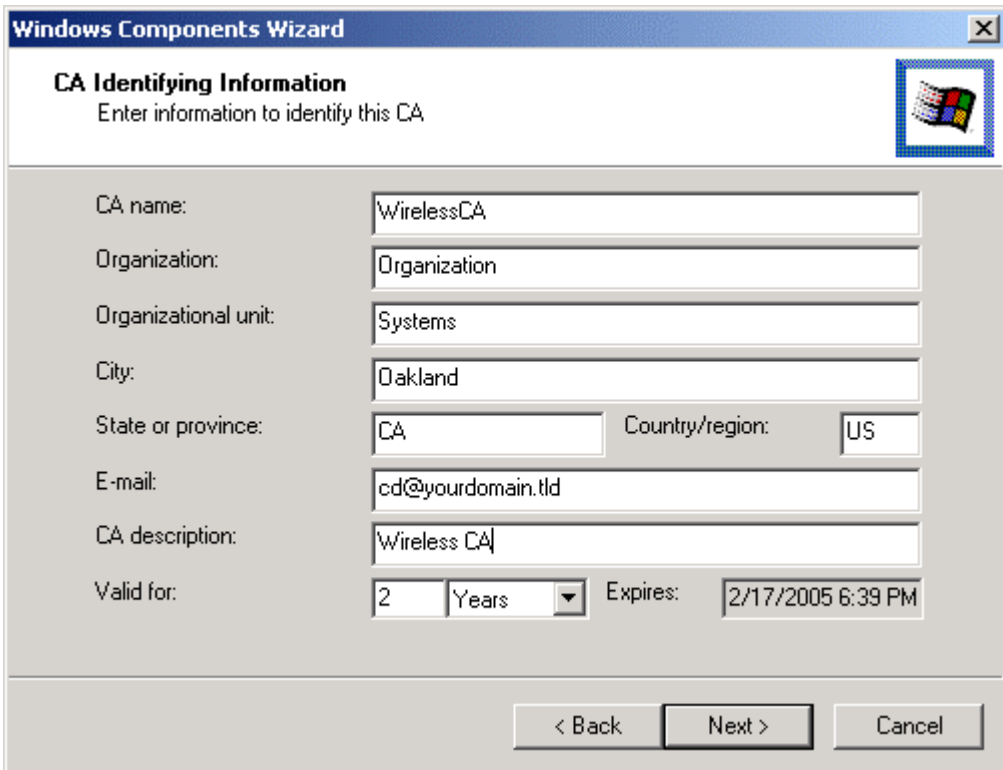 Windows Components Wizard
CA Identifying Information
Enter information to identify this CA
CA name: WirelessCA
Organization: Organization
Organizational unit: Systems
City: Oakland
State or province: CA Country/region: US
E-mail: cd@yourdomain.tld
CA description: Wireless CA
Valid for: 2 Years Expires: 2/17/2005 6:39 PM
< Back Next > Cancel